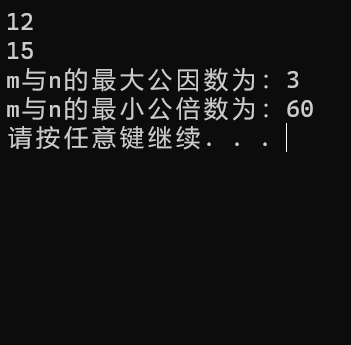 12
15
m与n的最大公因数为：3
m与n的最小公倍数为：60
请按任意键继续. . .